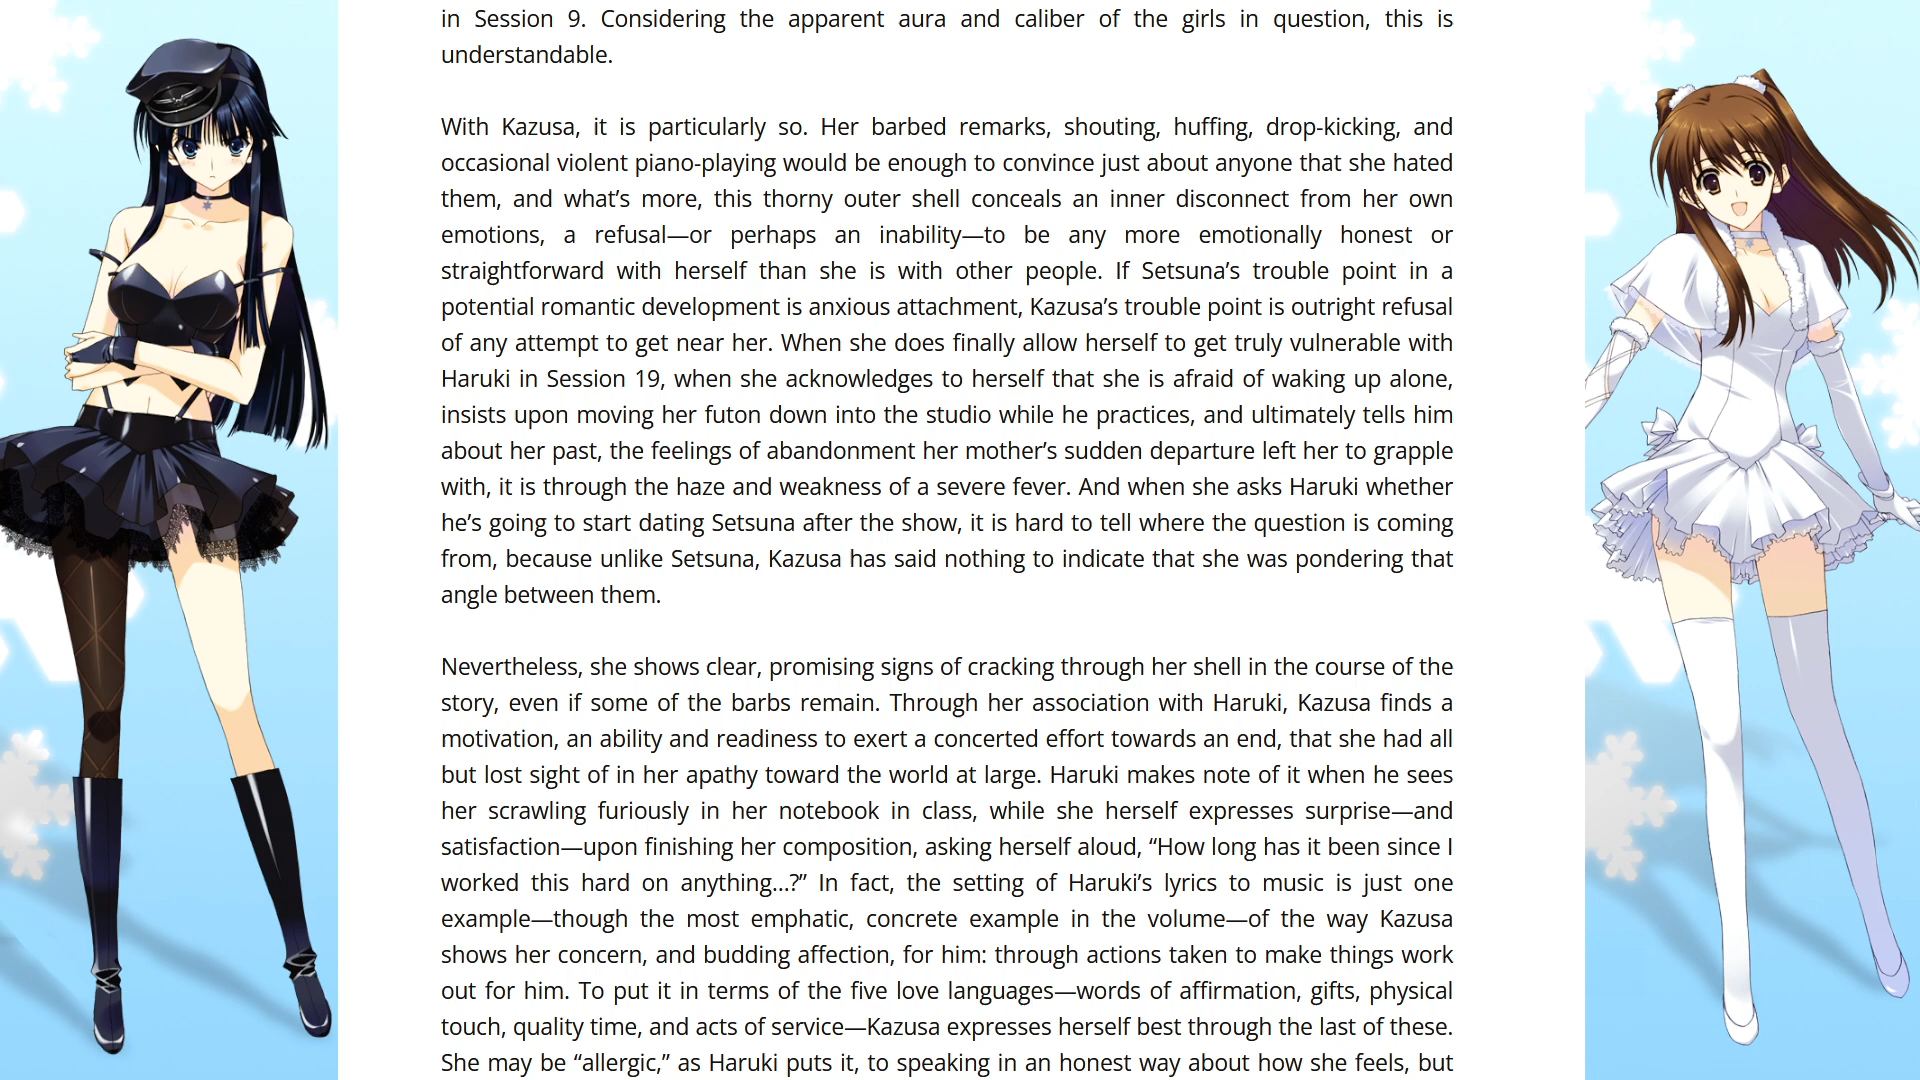 in Session 9. Considering the apparent aura and caliber of the girls in question, this is
understandable.
With Kazusa, it is particularly so. Her barbed remarks, shouting, huffing, drop-kicking, and
occasional violent piano-playing would be enough to convince just about anyone that she hated
them, and what’s more, this thorny outer shell conceals an inner disconnect from her own
emotions, a refusal—or perhaps an inability—to be any more emotionally honest or
straightforward with herself than she is with other people. If Setsuna’s trouble point in a
potential romantic development is anxious attachment, Kazusa’s trouble point is outright refusal
of any attempt to get near her. When she does finally allow herself to get truly vulnerable with
Haruki in Session 19, when she acknowledges to herself that she is afraid of waking up alone,
insists upon moving her futon down into the studio while he practices, and ultimately tells him
about her past, the feelings of abandonment her mother’s sudden departure left her to grapple
with, it is through the haze and weakness of a severe fever. And when she asks Haruki whether
he’s going to start dating Setsuna after the show, it is hard to tell where the question is coming
from, because unlike Setsuna, Kazusa has said nothing to indicate that she was pondering that
angle between them.
Nevertheless, she shows clear, promising signs of cracking through her shell in the course of the
story, even if some of the barbs remain. Through her association with Haruki, Kazusa finds a
motivation, an ability and readiness to exert a concerted effort towards an end, that she had all
but lost sight of in her apathy toward the world at large. Haruki makes note of it when he sees
her scrawling furiously in her notebook in class, while she herself expresses surprise—and
satisfaction—upon finishing her composition, asking herself aloud, “How long has it been since I
worked this hard on anything…?” In fact, the setting of Haruki’s lyrics to music is just one
example—though the most emphatic, concrete example in the volume—of the way Kazusa
shows her concern, and budding affection, for him: through actions taken to make things work
out for him. To put it in terms of the five love languages—words of affirmation, gifts, physical
touch, quality time, and acts of service—Kazusa expresses herself best through the last of these.
She may be “allergic,” as Haruki puts it, to speaking in an honest way about how she feels, but